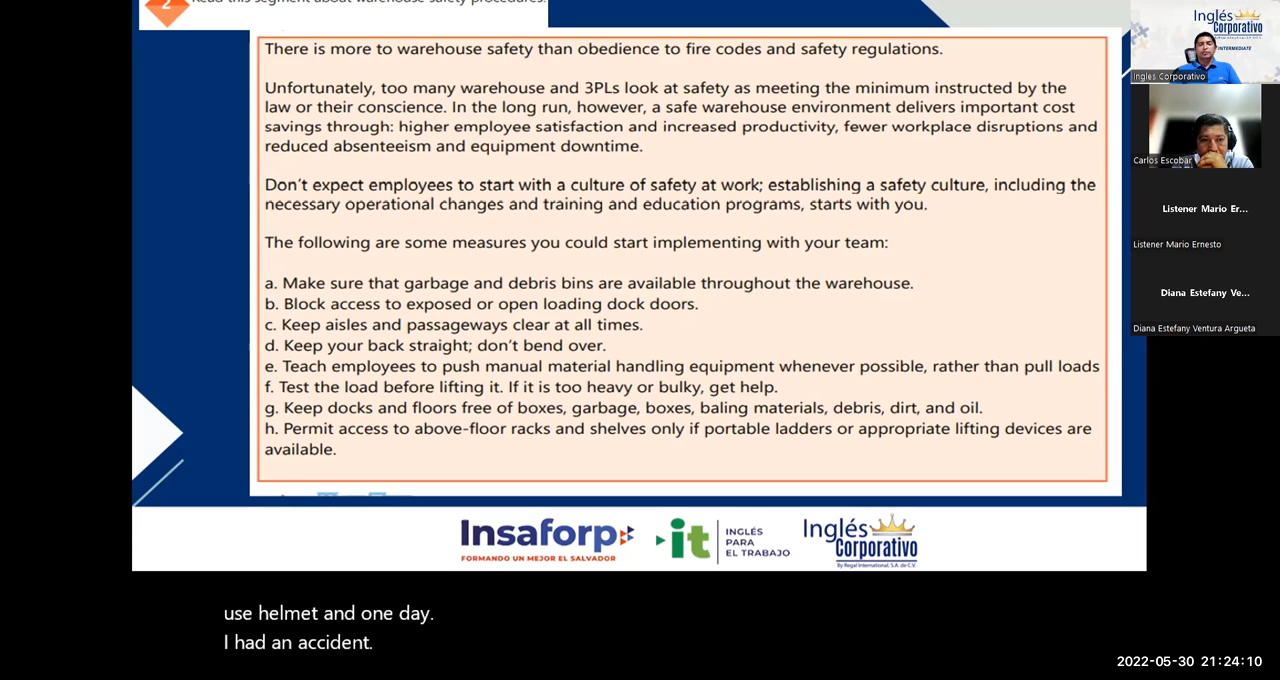 2
Read this segment about warehouse safety procedures.
There is more to warehouse safety than obedience to fire codes and safety regulations.
Unfortunately, too many warehouse and 3PLs look at safety as meeting the minimum instructed by the
law or their conscience. In the long run, however, a safe warehouse environment delivers important cost
savings through: higher employee satisfaction and increased productivity, fewer workplace disruptions and
reduced absenteeism and equipment downtime.
Don't expect employees to start with a culture of safety at work; establishing a safety culture, including the
necessary operational changes and training and education programs, starts with you.
The following are some measures you could start implementing with your team:
a. Make sure that garbage and debris bins are available throughout the warehouse.
b. Block access to exposed or open loading dock doors.
c. Keep aisles and passageways clear at all times.
d. Keep your back straight; don't bend over.
e. Teach employees to push manual material handling equipment whenever possible, rather than pull loads
f. Test the load before lifting it. If it is too heavy or bulky, get help.
g. Keep docks and floors free of boxes, garbage, boxes, baling materials, debris, dirt, and oil.
h. Permit access to above-floor racks and shelves only if portable ladders or appropriate lifting devices are
available.
Insaforp
FORMANDO UN MEJOR EL SALVADOR
it
INGLÉS
PARA
EL TRABAJO
Inglés
Corporativo
By Regal International, S.A. de C.V.
use helmet and one day.
I had an accident.
Inglés
Corporativo
INTERMEDIATE
Ingles Corporativo
Carlos Escobar
Listener Mario Er...
Listener Mario Ernesto
Diana Estefany Ve...
Diana Estefany Ventura Argueta
2022-05-30 21:24:10